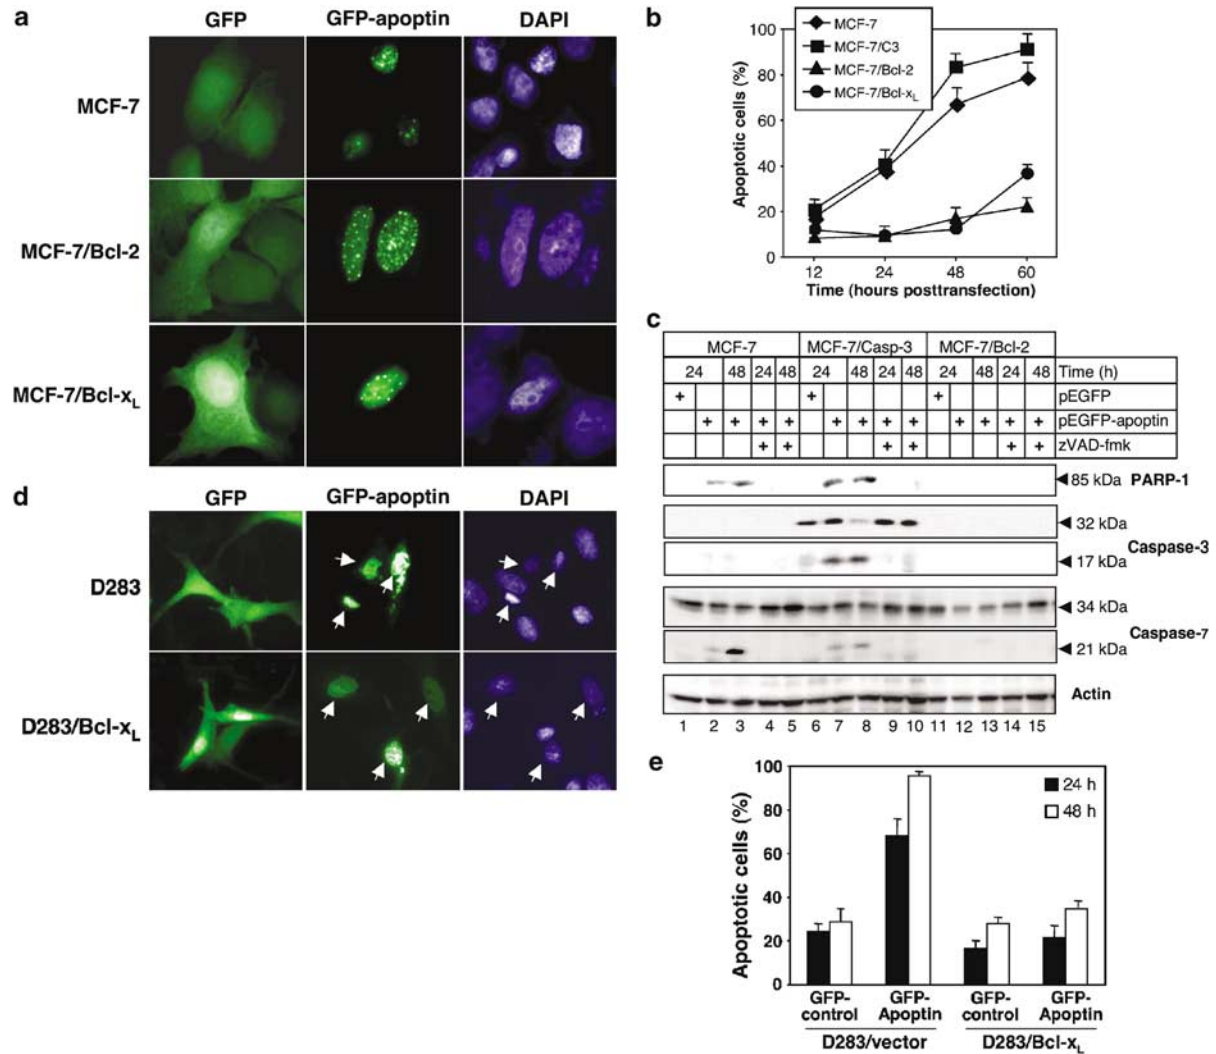 a
GFP GFP-apoptin DAPI
MCF-7
MCF-7/Bcl-2
MCF-7/Bcl-xL
b
Apoptotic cells (%)
100
80
60
40
20
0
MCF-7
MCF-7/C3
MCF-7/Bcl-2
MCF-7/Bcl-xL
12 24 48 60
Time (hours posttransfection)
c
MCF-7 MCF-7/Casp-3 MCF-7/Bcl-2
24 48 24 48 24 48 24 48 24 48 24 48 Time (h)
+ + + pEGFP
+ + + + + + + + + + + + pEGFP-apoptin
+ + + + + + zVAD-fmk
85 kDa PARP-1
32 kDa
Caspase-3
17 kDa
34 kDa
Caspase-7
21 kDa
Actin
1 2 3 4 5 6 7 8 9 10 11 12 13 14 15
d
GFP GFP-apoptin DAPI
D283
D283/Bcl-xL
e
Apoptotic cells (%)
100
80
60
40
20
0
24 h
48 h
GFP-control GFP-Apoptin GFP-control GFP-Apoptin
D283/vector D283/Bcl-xL